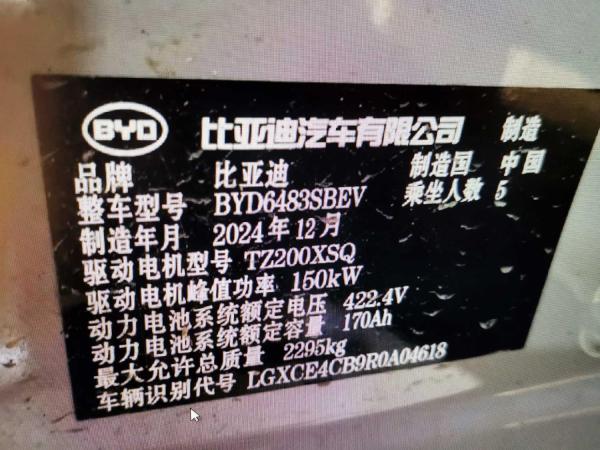 BYD 比亚迪汽车有限公司 制造
品牌 比亚迪 制造国 中国
整车型号 BYD6483SBEV 乘坐人数 5
制造年月 2024年12月
驱动电机型号 TZ200XSQ
驱动电机峰值功率 150kW
动力电池系统额定电压 422.4V
动力电池系统额定容量 170Ah
最大允许总质量 2295kg
车辆识别代号 LGXCE4CB9R0A04618